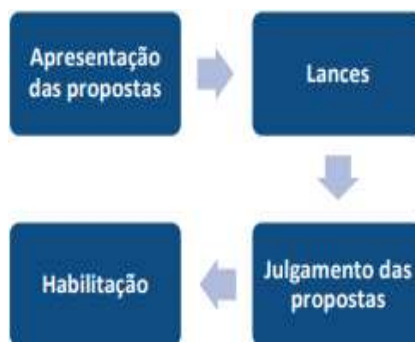 Apresentação
das propostas
Lances
Julgamento das
propostas
Habilitação